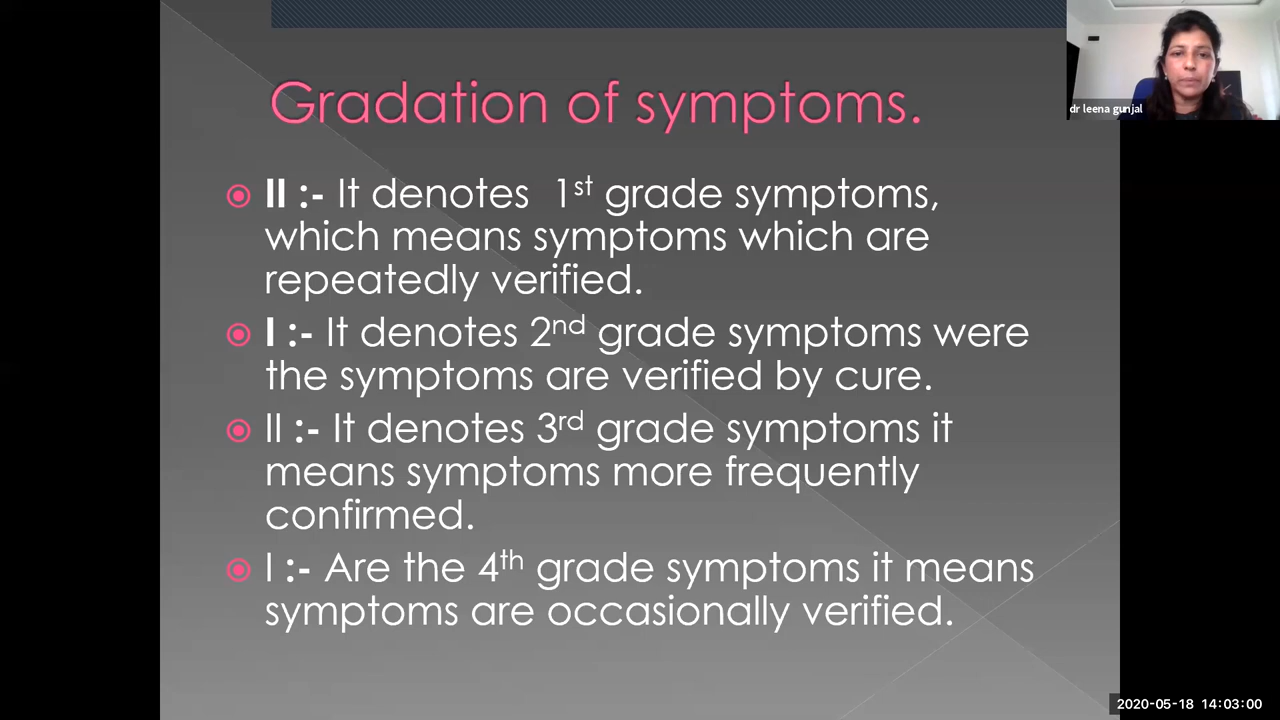 dr leena gunjal
Gradation of symptoms.
II :- It denotes 1st grade symptoms,
which means symptoms which are
repeatedly verified.
I :- It denotes 2nd grade symptoms were
the symptoms are verified by cure.
II :- It denotes 3rd grade symptoms it
means symptoms more frequently
confirmed.
I :- Are the 4th grade symptoms it means
symptoms are occasionally verified.
2020-05-18 14:03:00